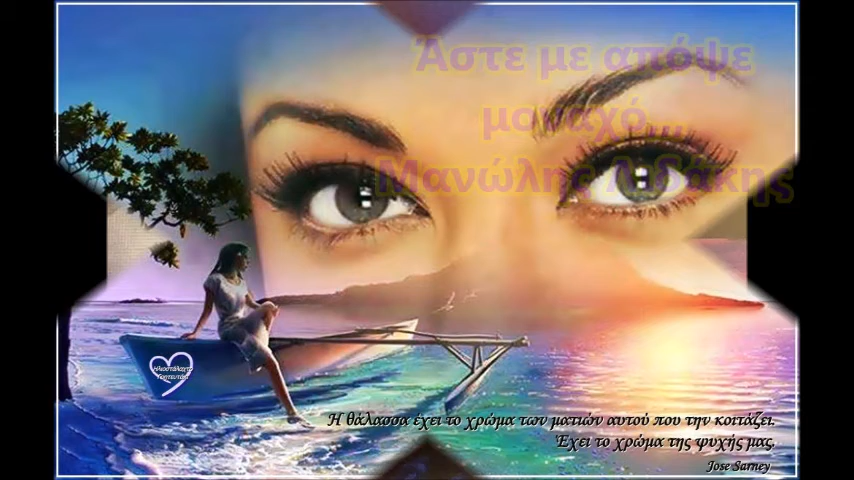 Άστε με απόψε
μοναχό...
Μανώλης Λιδάκης
Η θάλασσα έχει το χρώμα των ματιών αυτού που την κοιτάζει.
Έχει το χρώμα της ψυχής μας.
Jose Sarney